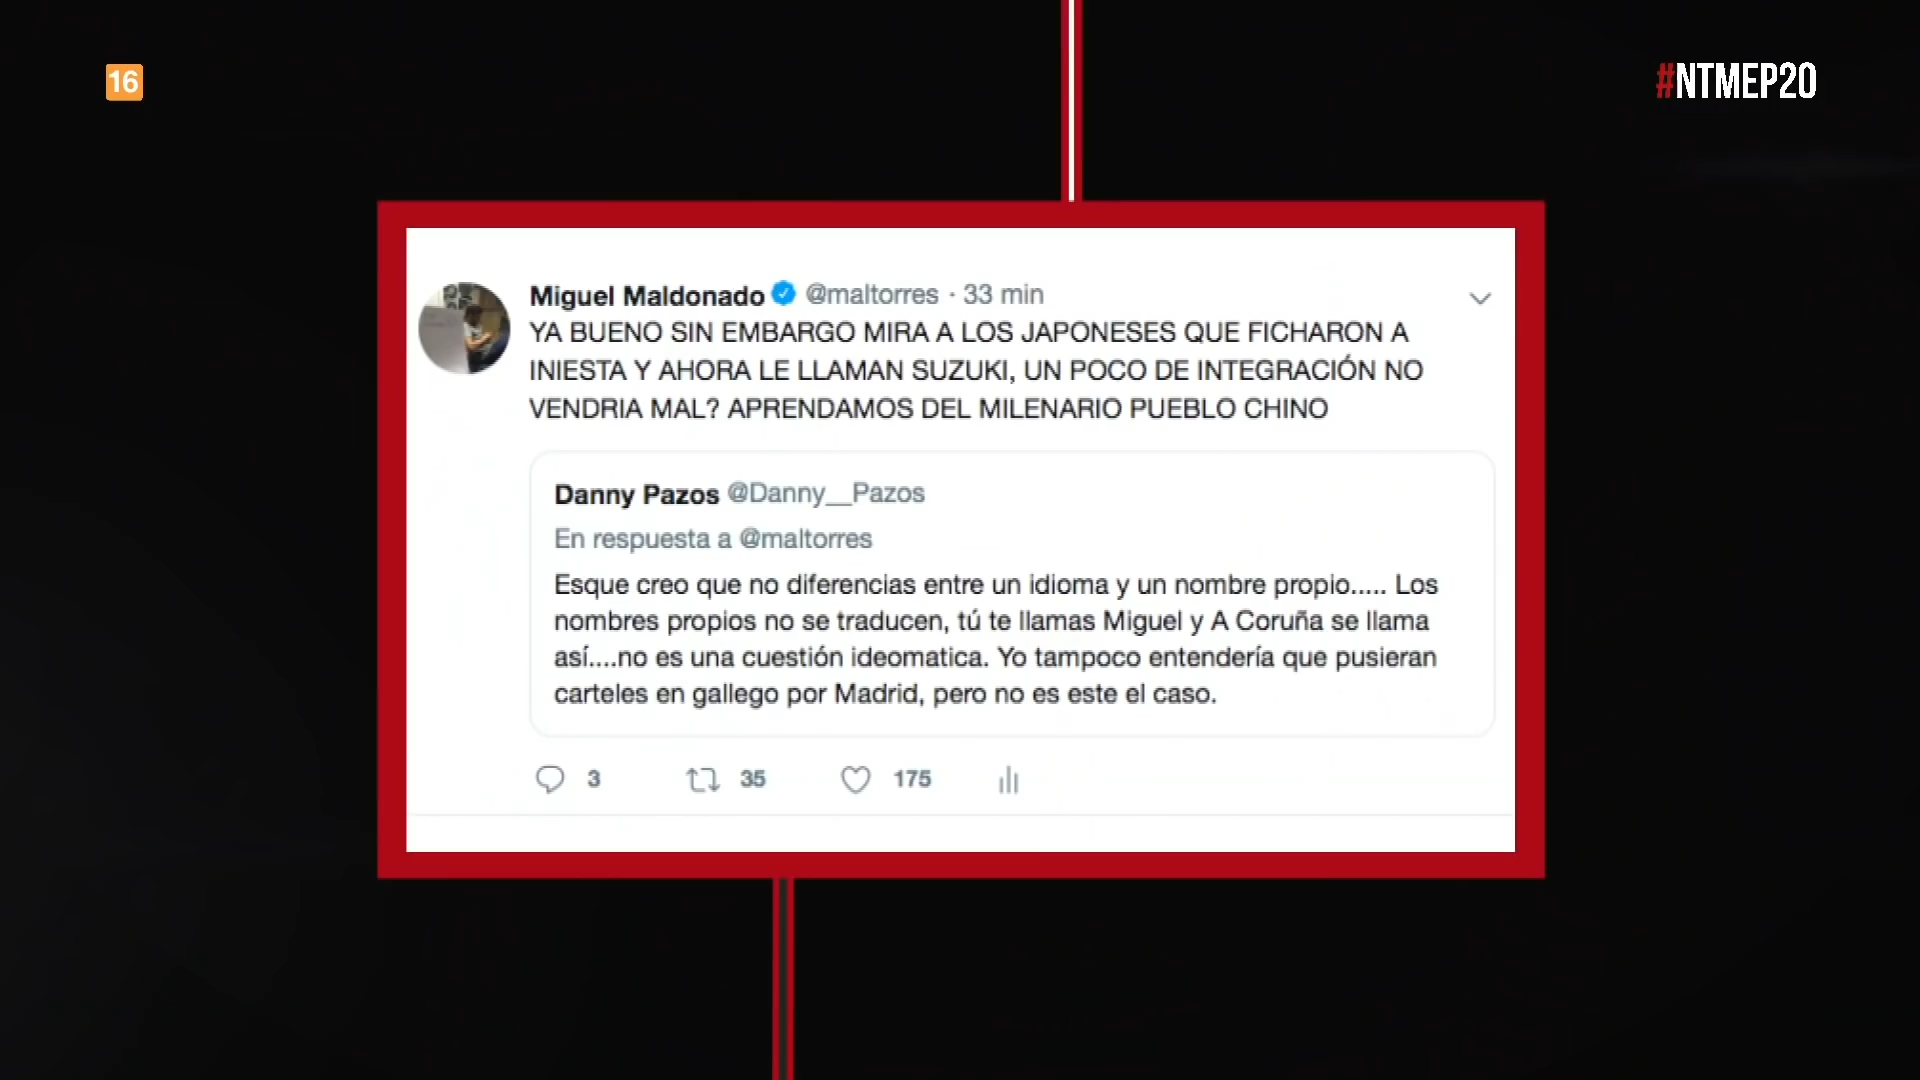 16
#NTMEP20
Miguel Maldonado @maltorres · 33 min
YA BUENO SIN EMBARGO MIRA A LOS JAPONESES QUE FICHARON A
INIESTA Y AHORA LE LLAMAN SUZUKI, UN POCO DE INTEGRACIÓN NO
VENDRIA MAL? APRENDAMOS DEL MILENARIO PUEBLO CHINO
Danny Pazos @Danny__Pazos
En respuesta a @maltorres
Esque creo que no diferencias entre un idioma y un nombre propio..... Los
nombres propios no se traducen, tú te llamas Miguel y A Coruña se llama
así....no es una cuestión ideomatica. Yo tampoco entendería que pusieran
carteles en gallego por Madrid, pero no es este el caso.
3 35 175